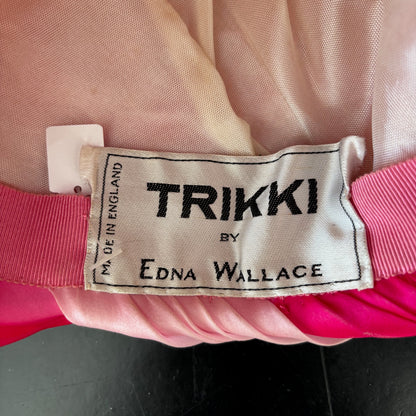 MADE IN ENGLAND
TRIKKI
BY
EDNA WALLACE